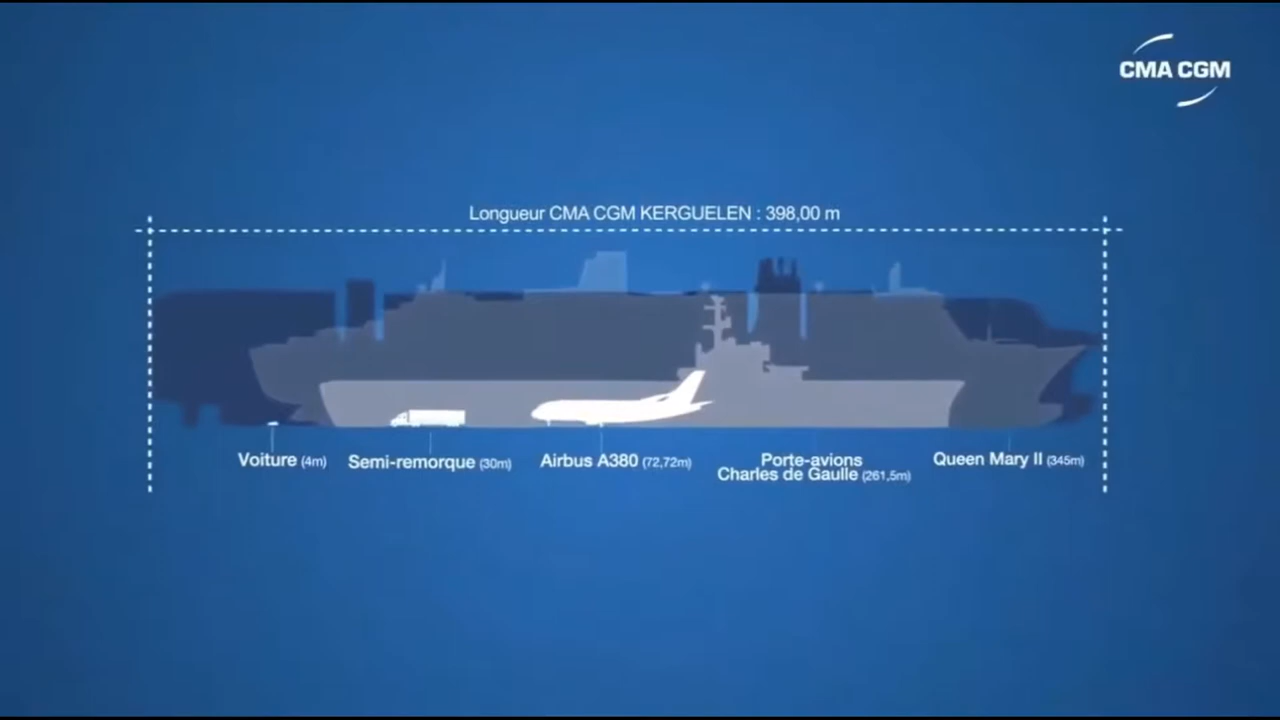 CMA CGM
Longueur CMA CGM KERGUELEN : 398,00 m
Voiture (4m)
Semi-remorque (30m)
Airbus A380 (72,72m)
Porte-avions
Charles de Gaulle (261,5m)
Queen Mary II (345m)